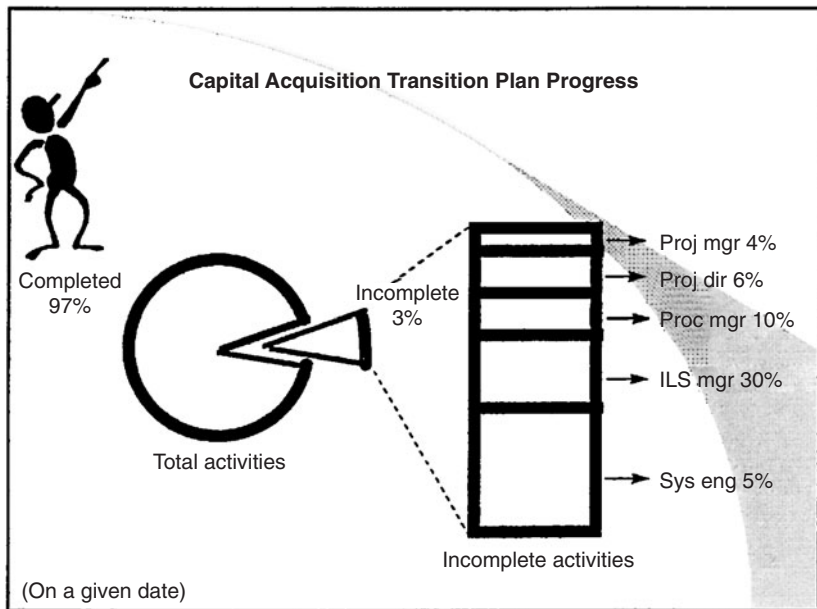 Capital Acquisition Transition Plan Progress
Completed
97%
Incomplete
3%
Total activities
Proj mgr 4%
Proj dir 6%
Proc mgr 10%
ILS mgr 30%
Sys eng 5%
Incomplete activities
(On a given date)